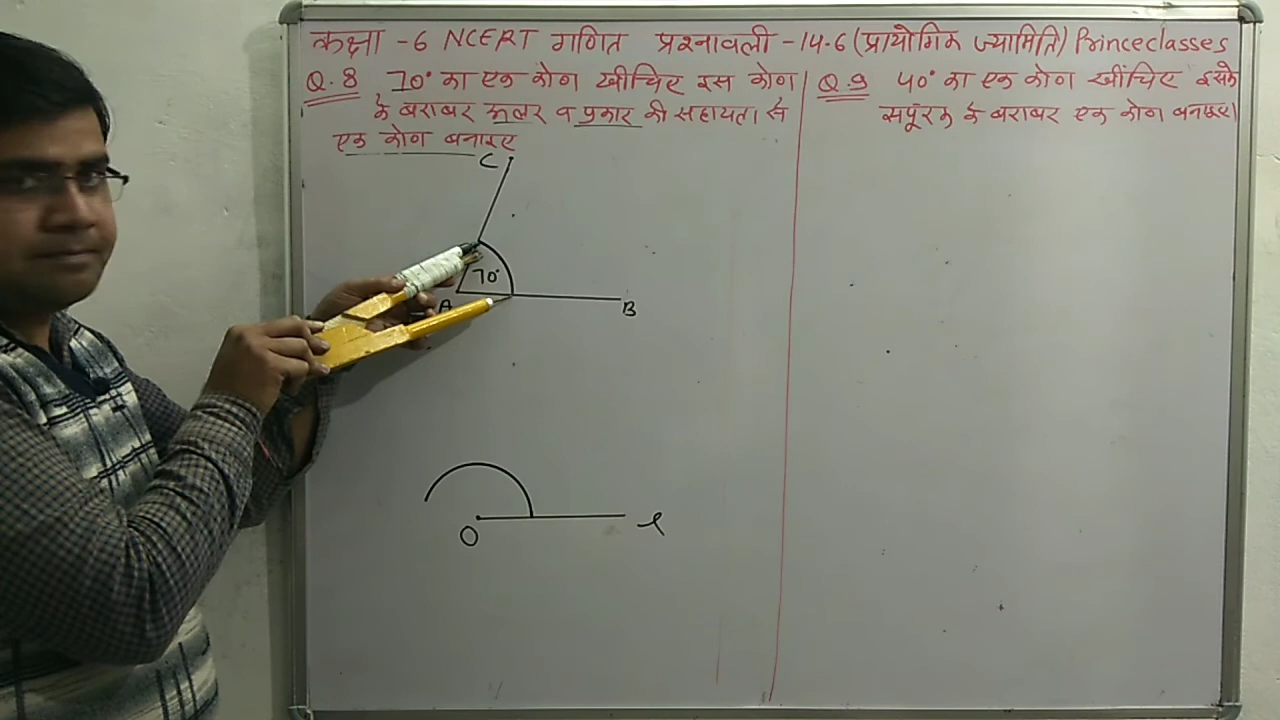 कक्षा -6 NCERT गणित प्रश्नावली -14.6 (प्रायोगिक ज्यामिति) Princeclasses
Q.8 70° का एक कोण खीचिए इस कोण
के बराबर रूलर व प्रकार की सहायता से
एक कोण बनाइए
Q.9 40° का एक कोण खींचिए इसके
सपूंरक के बराबर एक कोण बनाइए।
C
70°
A
B
O
l